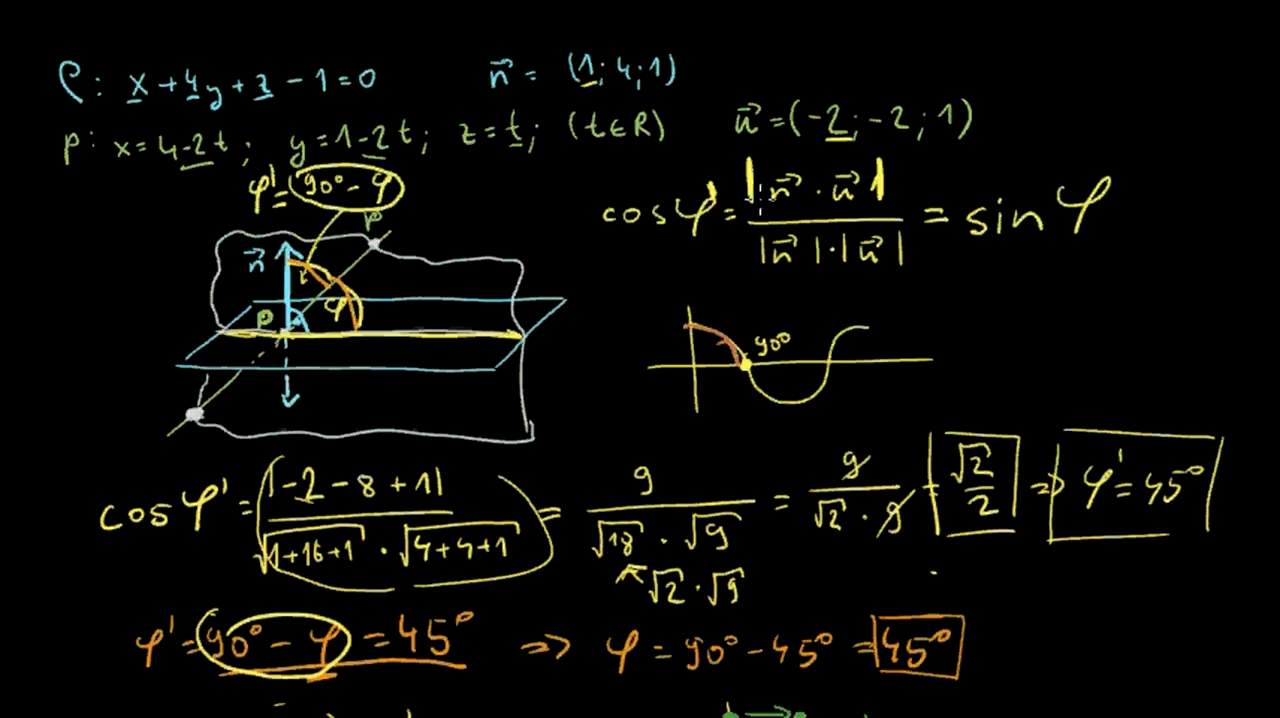 ρ: x+4y+z-1=0 n⃗ = (1; 4; 1)
p: x=4-2t; y=1-2t; z=t; (t∈R) u⃗=(-2; -2; 1)
φ'=90°-φ
cosφ'= |n⃗ · u⃗| / |n⃗|·|u⃗| = sin φ
p
n⃗
φ
P
90°
cosφ' = |-2-8+1| / √1+16+1 · √4+4+1 = 9 / √18 · √9 = 9 / √2 · 9 = √2 / 2 ⇒ φ'=45°
√2 · √9
φ'=90°-φ=45° ⇒ φ=90°-45°=45°